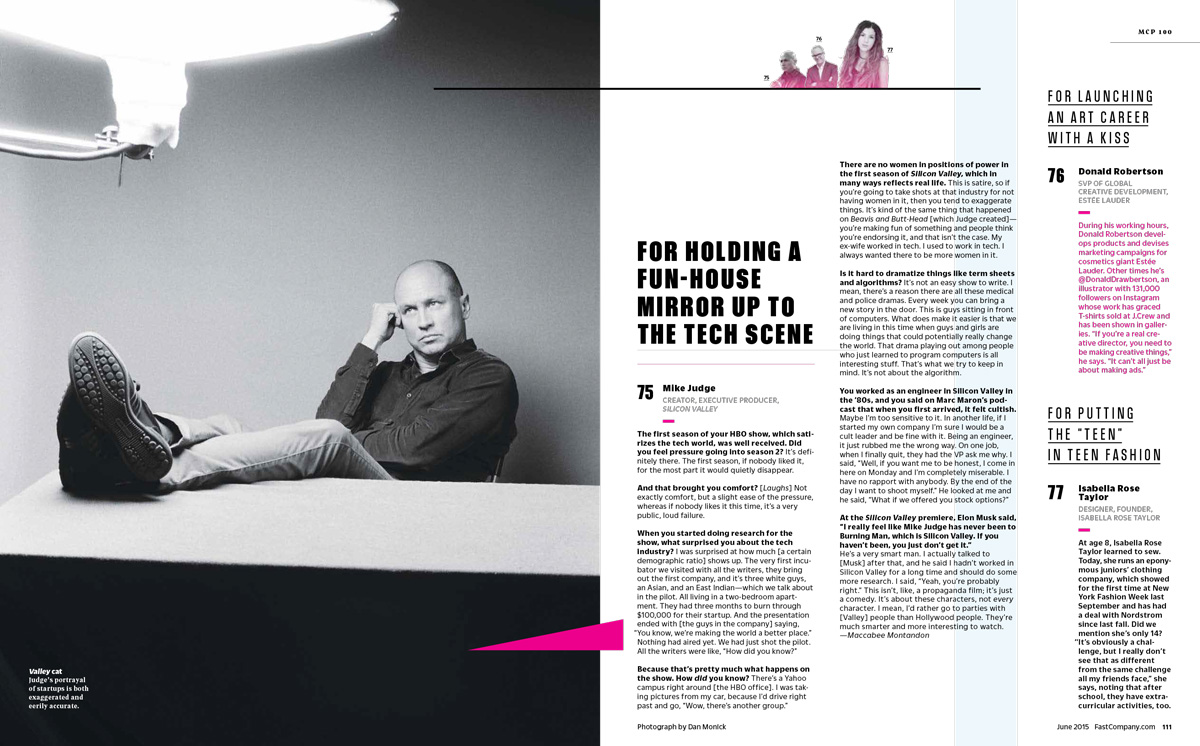 Valley cat
Judge's portrayal
of startups is both
exaggerated and
eerily accurate.
75
76
77
MCP 100
FOR HOLDING A
FUN-HOUSE
MIRROR UP TO
THE TECH SCENE
75
Mike Judge
CREATOR, EXECUTIVE PRODUCER,
SILICON VALLEY
The first season of your HBO show, which sati-
rizes the tech world, was well received. Did
you feel pressure going into season 2? It's defi-
nitely there. The first season, if nobody liked it,
for the most part it would quietly disappear.
And that brought you comfort? [Laughs] Not
exactly comfort, but a slight ease of the pressure,
whereas if nobody likes it this time, it's a very
public, loud failure.
When you started doing research for the
show, what surprised you about the tech
industry? I was surprised at how much [a certain
demographic ratio] shows up. The very first incu-
bator we visited with all the writers, they bring
out the first company, and it's three white guys,
an Asian, and an East Indian—which we talk about
in the pilot. All living in a two-bedroom apart-
ment. They had three months to burn through
$100,000 for their startup. And the presentation
ended with [the guys in the company] saying,
"You know, we're making the world a better place."
Nothing had aired yet. We had just shot the pilot.
All the writers were like, "How did you know?"
Because that's pretty much what happens on
the show. How did you know? There's a Yahoo
campus right around [the HBO office]. I was tak-
ing pictures from my car, because I'd drive right
past and go, "Wow, there's another group."
There are no women in positions of power in
the first season of Silicon Valley, which in
many ways reflects real life. This is satire, so if
you're going to take shots at that industry for not
having women in it, then you tend to exaggerate
things. It's kind of the same thing that happened
on Beavis and Butt-Head [which Judge created]—
you're making fun of something and people think
you're endorsing it, and that isn't the case. My
ex-wife worked in tech. I used to work in tech. I
always wanted there to be more women in it.
Is it hard to dramatize things like term sheets
and algorithms? It's not an easy show to write. I
mean, there's a reason there are all these medical
and police dramas. Every week you can bring a
new story in the door. This is guys sitting in front
of computers. What does make it easier is that we
are living in this time when guys and girls are
doing things that could potentially really change
the world. That drama playing out among people
who just learned to program computers is all
interesting stuff. That's what we try to keep in
mind. It's not about the algorithm.
You worked as an engineer in Silicon Valley in
the '80s, and you said on Marc Maron's pod-
cast that when you first arrived, it felt cultish.
Maybe I'm too sensitive to it. In another life, if I
started my own company I'm sure I would be a
cult leader and be fine with it. Being an engineer,
it just rubbed me the wrong way. On one job,
when I finally quit, they had the VP ask me why. I
said, "Well, if you want me to be honest, I come in
here on Monday and I'm completely miserable. I
have no rapport with anybody. By the end of the
day I want to shoot myself." He looked at me and
he said, "What if we offered you stock options?"
At the Silicon Valley premiere, Elon Musk said,
"I really feel like Mike Judge has never been to
Burning Man, which is Silicon Valley. If you
haven't been, you just don't get it."
He's a very smart man. I actually talked to
[Musk] after that, and he said I hadn't worked in
Silicon Valley for a long time and should do some
more research. I said, "Yeah, you're probably
right." This isn't, like, a propaganda film; it's just
a comedy. It's about these characters, not every
character. I mean, I'd rather go to parties with
[Valley] people than Hollywood people. They're
much smarter and more interesting to watch.
—Maccabee Montandon
FOR LAUNCHING
AN ART CAREER
WITH A KISS
76
Donald Robertson
SVP OF GLOBAL
CREATIVE DEVELOPMENT,
ESTÉE LAUDER
During his working hours,
Donald Robertson devel-
ops products and devises
marketing campaigns for
cosmetics giant Estée
Lauder. Other times he's
@DonaldDrawbertson, an
illustrator with 131,000
followers on Instagram
whose work has graced
T-shirts sold at J.Crew and
has been shown in galler-
ies. "If you're a real cre-
ative director, you need to
be making creative things,"
he says. "It can't all just be
about making ads."
FOR PUTTING
THE "TEEN"
IN TEEN FASHION
77
Isabella Rose
Taylor
DESIGNER, FOUNDER,
ISABELLA ROSE TAYLOR
At age 8, Isabella Rose
Taylor learned to sew.
Today, she runs an epony-
mous juniors' clothing
company, which showed
for the first time at New
York Fashion Week last
September and has had
a deal with Nordstrom
since last fall. Did we
mention she's only 14?
"It's obviously a chal-
lenge, but I really don't
see that as different
from the same challenge
all my friends face," she
says, noting that after
school, they have extra-
curricular activities, too.
Photograph by Dan Monick
June 2015 FastCompany.com 111